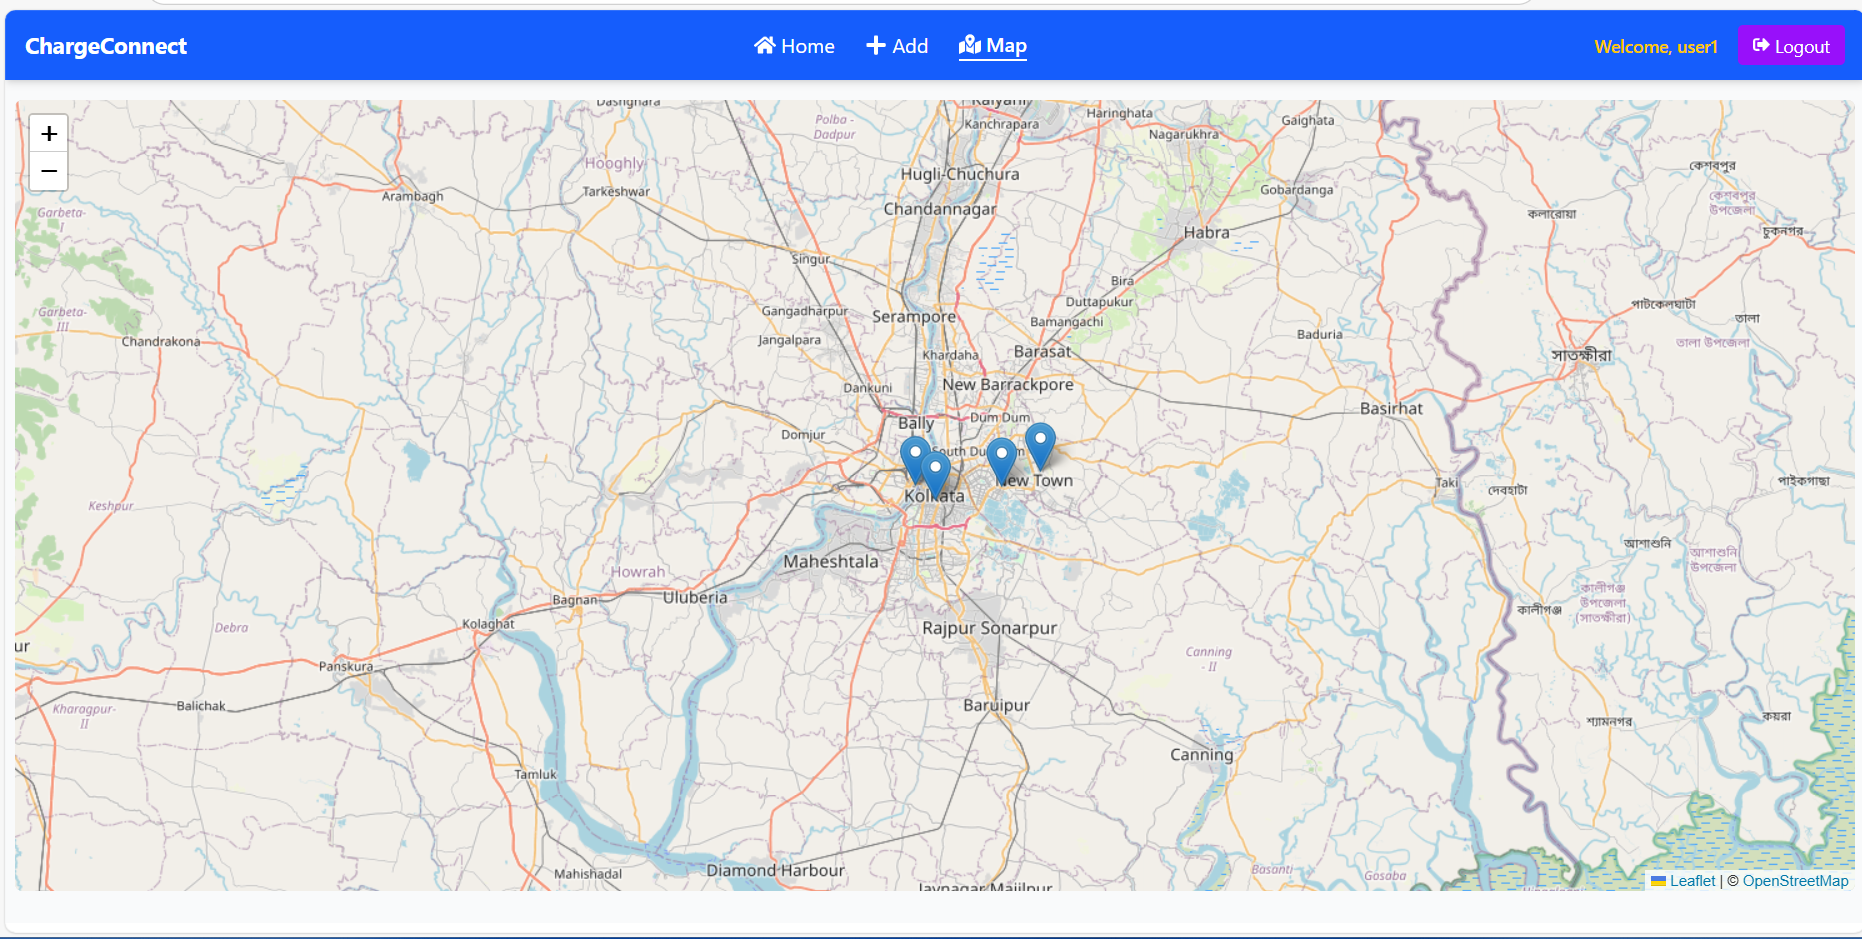 ChargeConnect
Home
Add
Map
Welcome, user1
Logout
+
−
Dashghara
Kalyani
Kanchrapara
Haringhata
Gaighata
Polba -
Dadpur
Nagarukhra
Hooghly
কেশবপুর
Hugli-Chuchura
Arambagh
Tarkeshwar
Gobardanga
কেশবপুর
উপজেলা
Garbeta-
I
Chandannagar
কলারোয়া
Habra
চুকনগর
Singur
Bira
Duttapukur
পাটকেলঘাটা
Garbeta-
III
Gangadharpur
Serampore
Bamangachi
তালা
Chandrakona
Jangalpara
Baduria
তালা উপজেলা
Khardaha
Barasat
সাতক্ষীরা
Dankuni
New Barrackpore
Basirhat
Bally
Dum Dum
Domjur
South Du
m
New Town
Taki
দেবহাটা
পাইকগাছা
Kolkata
Keshpur
আশাশুনি
আশাশুনি
উপজেলা
Maheshtala
Howrah
Uluberia
Bagnan
কালীগঞ্জ
কালীগঞ্জ
উপজেলা
(সাতক্ষীরা)
Debra
Kolaghat
Rajpur Sonarpur
ur
Panskura
Canning
- II
Kharagpur-
II
Balichak
Baruipur
শ্যামনগর
কয়রা
Canning
Tamluk
Mahishadal
Diamond Harbour
Basanti
Gosaba
Jaynagar Majilpur
Leaflet | © OpenStreetMap